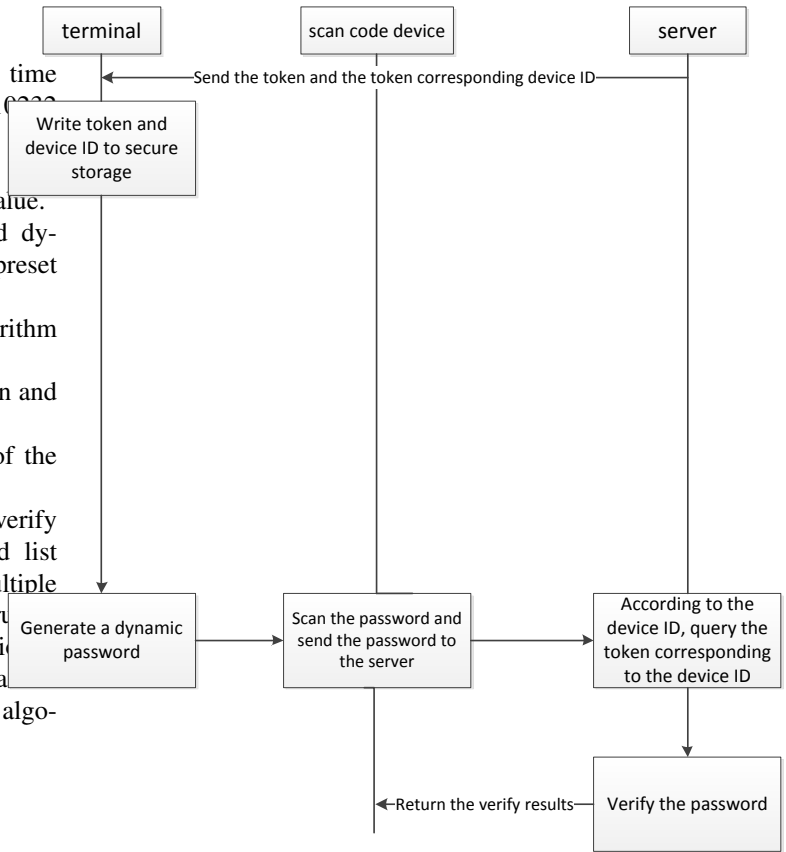 terminal
scan code device
server
time
Send the token and the token corresponding device ID
Write token and
device ID to secure
storage
alue.
d dy-
preset
rithm
n and
of the
verify
d list
ultiple
Generate a dynamic
password
Scan the password and
send the password to
the server
According to the
device ID, query the
token corresponding
to the device ID
algo-
Return the verify results
Verify the password